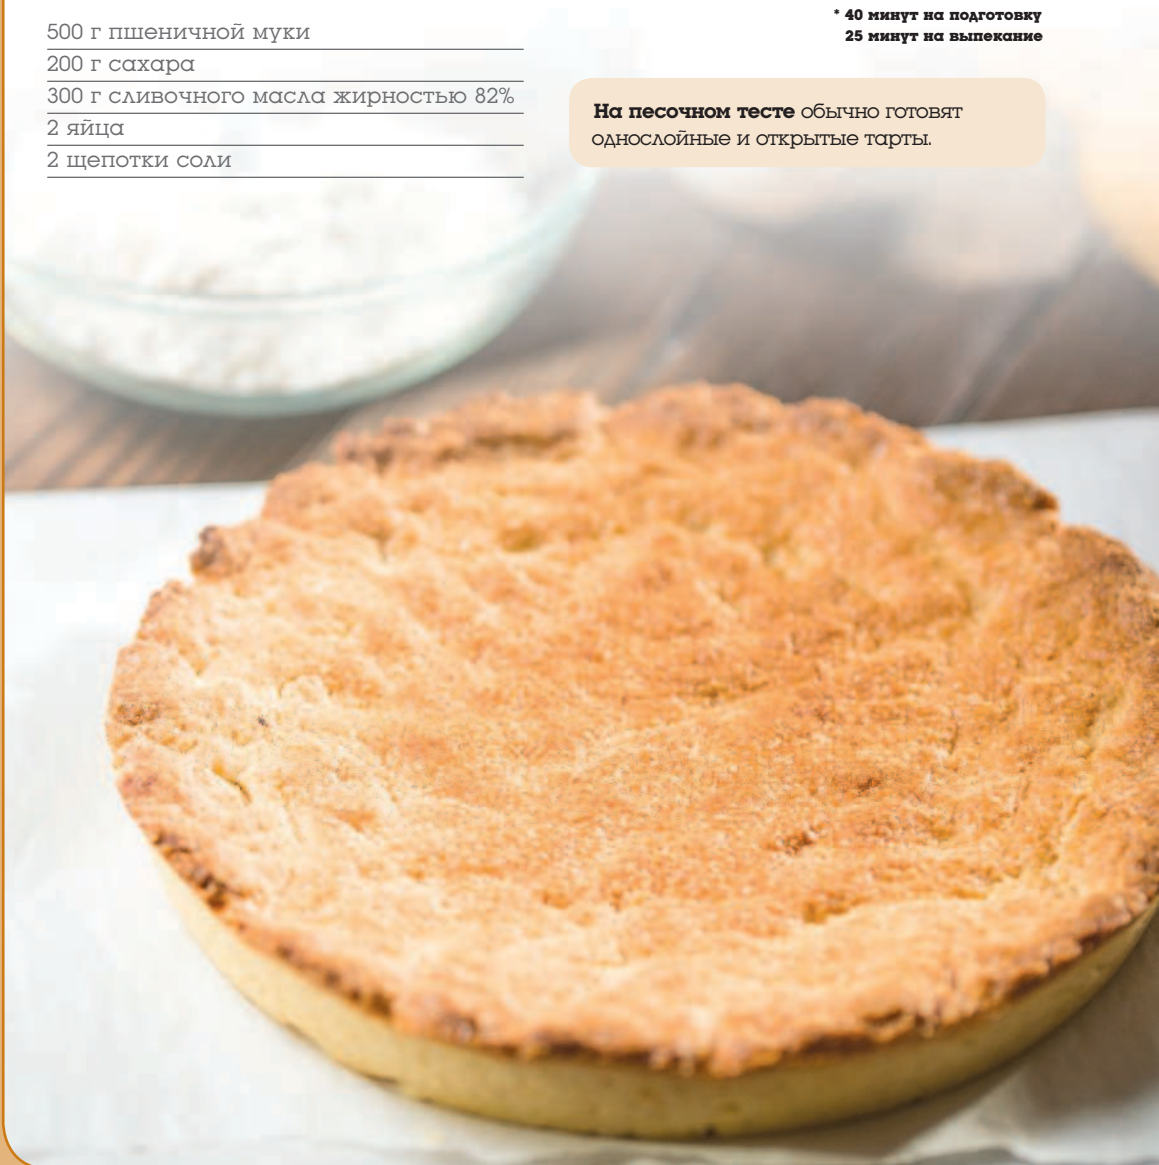 500 г пшеничной муки
200 г сахара
300 г сливочного масла жирностью 82%
2 яйца
2 щепотки соли
* 40 минут на подготовку
25 минут на выпекание
На песочном тесте обычно готовят
однослойные и открытые тарты.